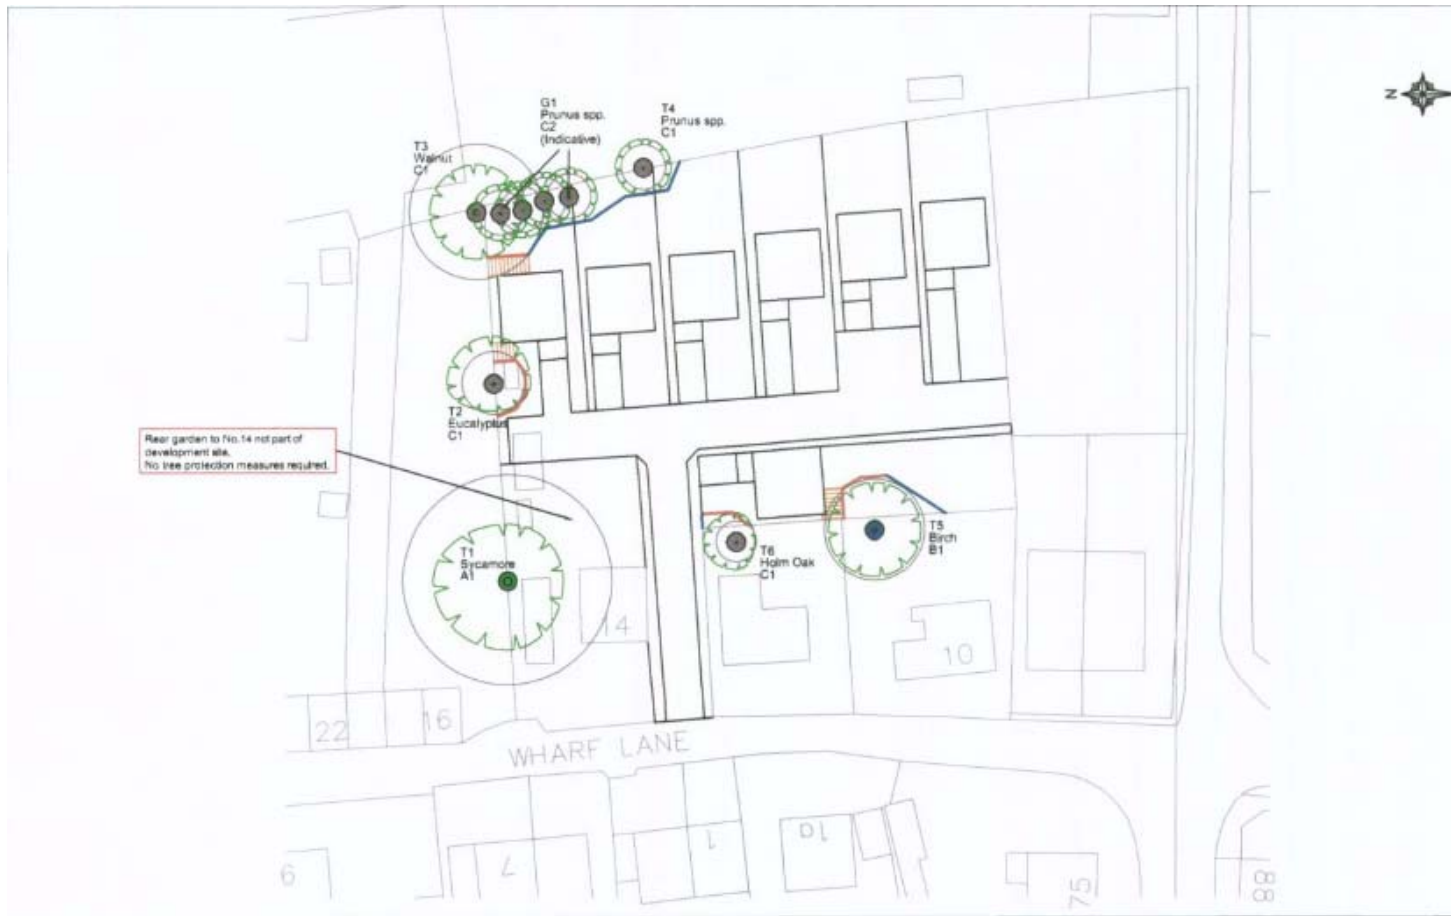 G1
Prunus spp.
C2
(Indicative)
T4
Prunus spp.
C1
T3
Walnut
C1
N
T2
Eucalyptus
C1
Rear garden to No.14 not part of
development site.
No tree protection measures required.
T1
Sycamore
A1
T6
Holm Oak
C1
T5
Birch
B1
14
10
22
16
WHARF LANE
6
7
1
1a
75
88